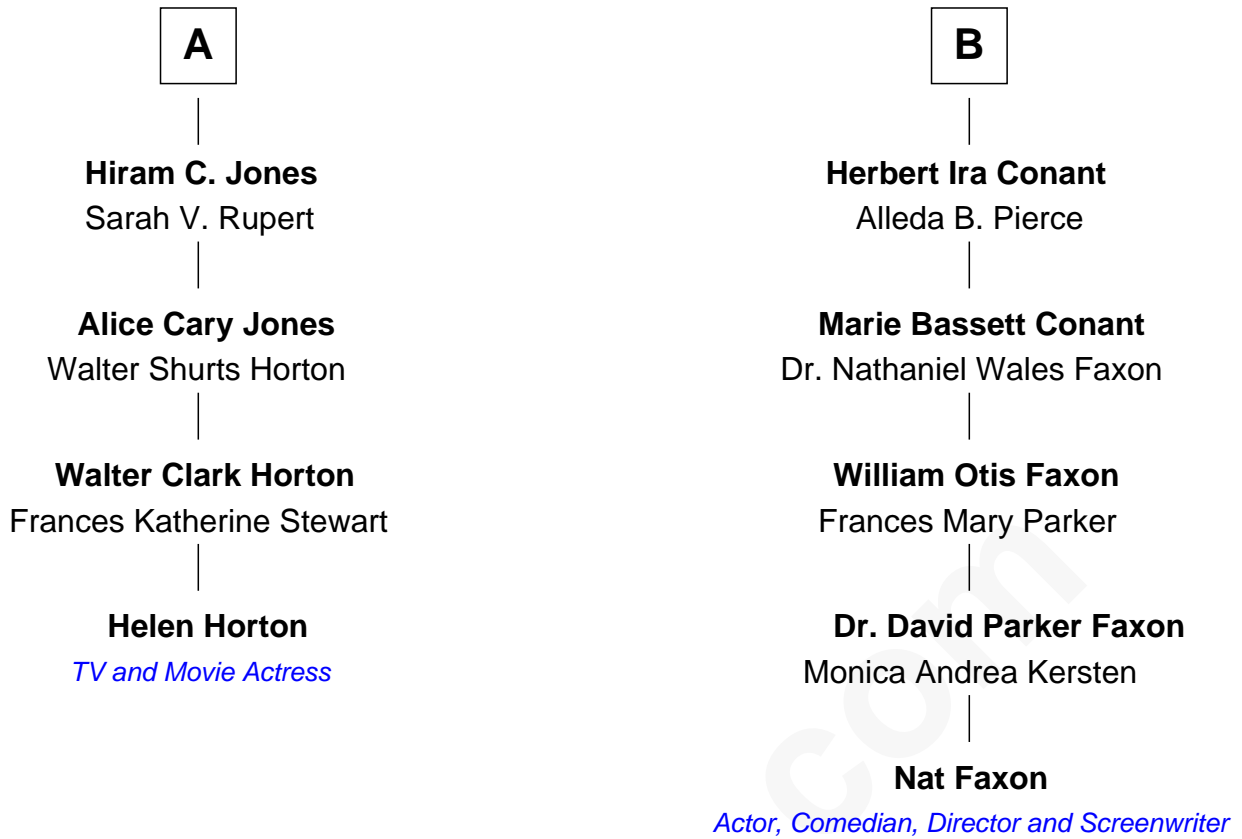 A
Hiram C. Jones
Sarah V. Rupert
Alice Cary Jones
Walter Shurts Horton
Walter Clark Horton
Frances Katherine Stewart
Helen Horton
TV and Movie Actress
B
Herbert Ira Conant
Alleda B. Pierce
Marie Bassett Conant
Dr. Nathaniel Wales Faxon
William Otis Faxon
Frances Mary Parker
Dr. David Parker Faxon
Monica Andrea Kersten
Nat Faxon
Actor, Comedian, Director and Screenwriter
com